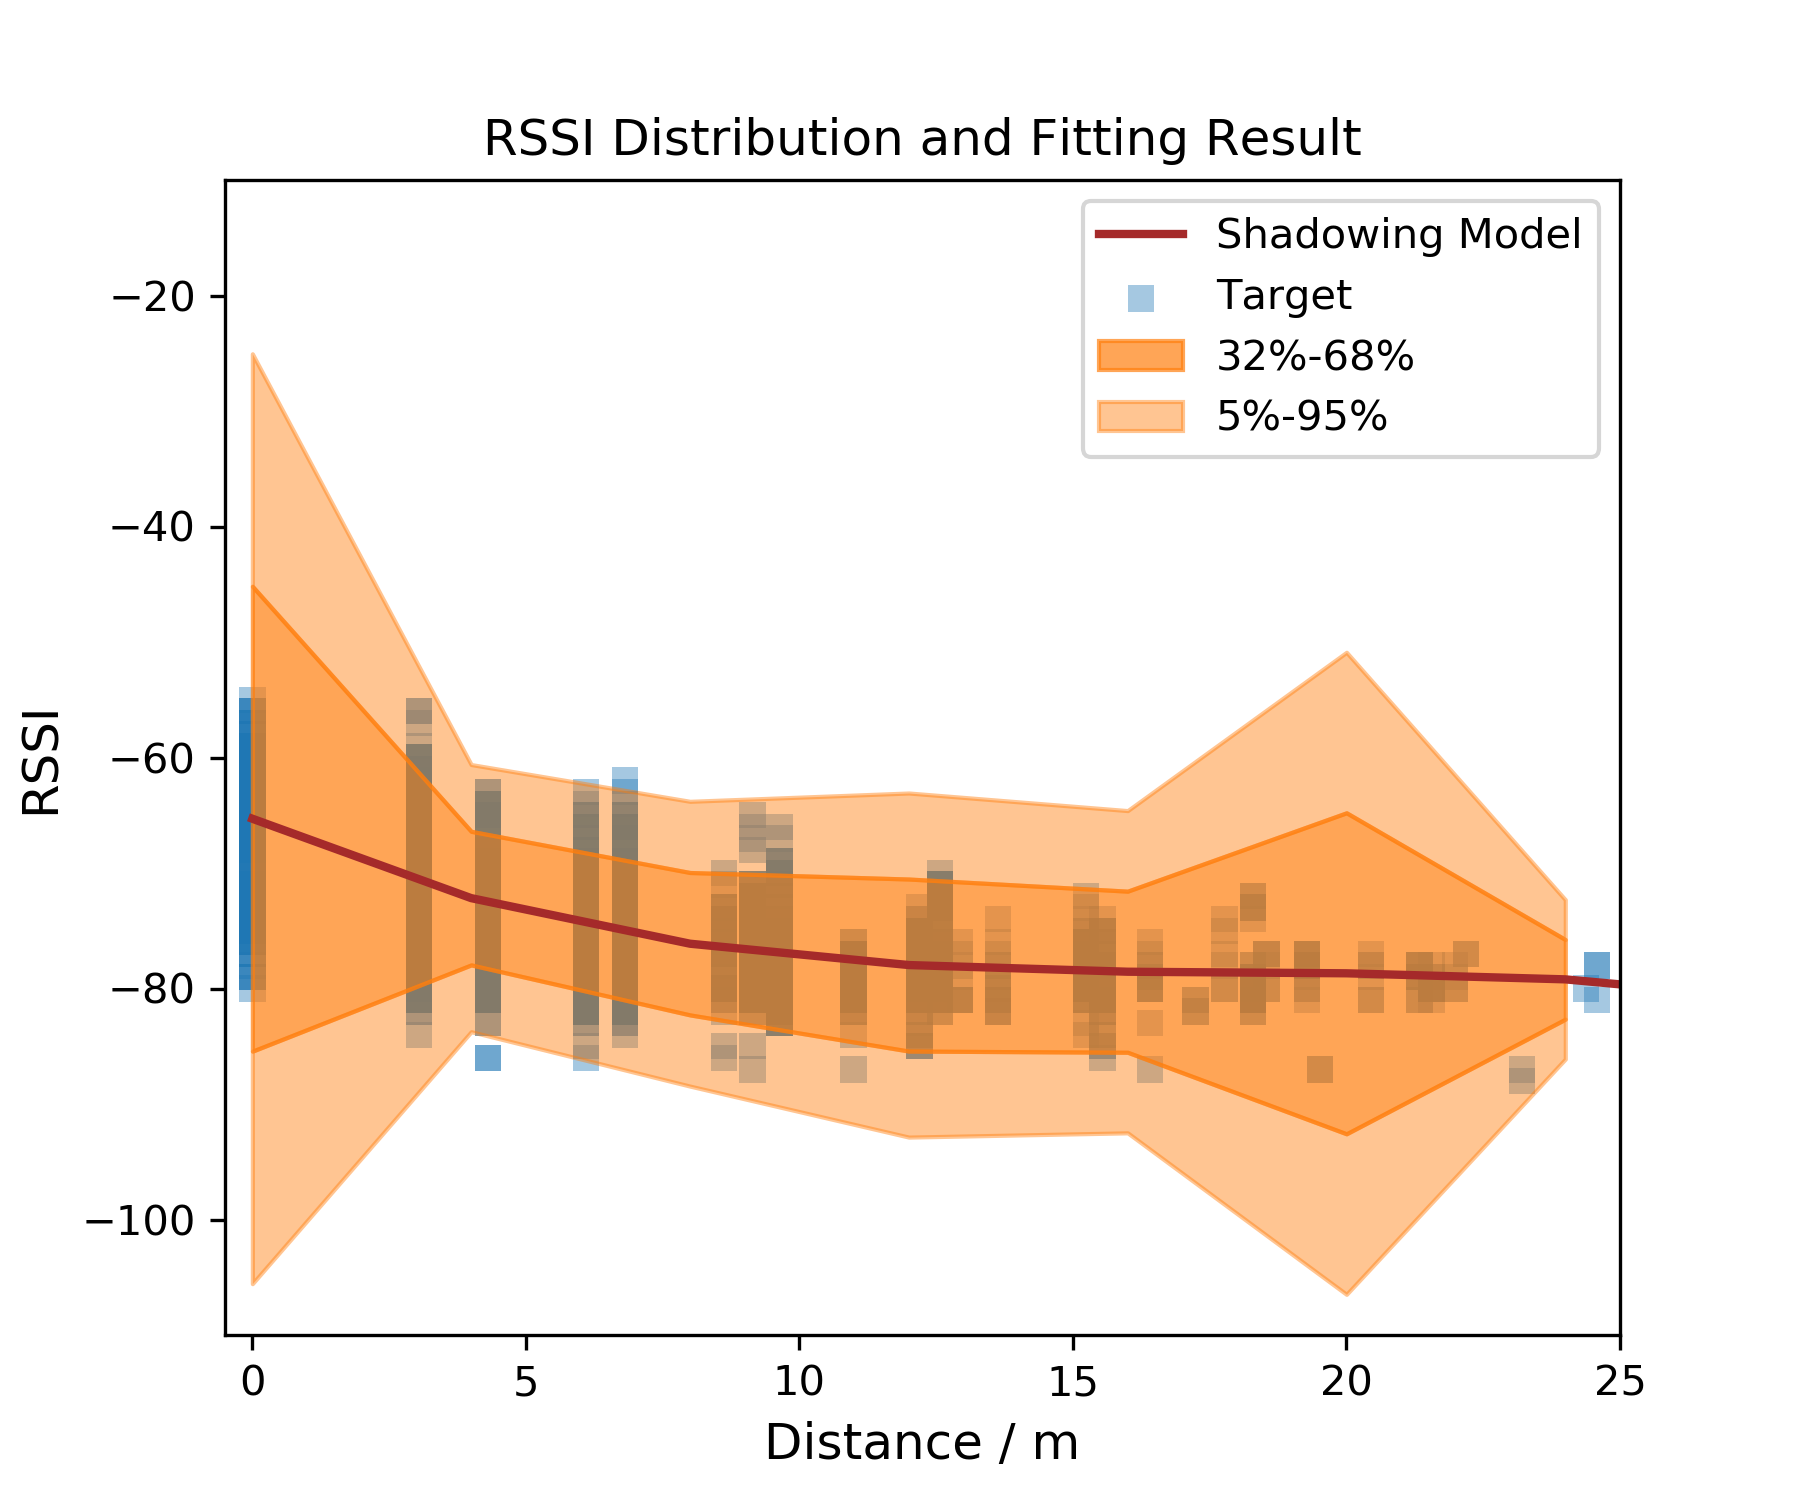 RSSI Distribution and Fitting Result
Shadowing Model
Target
32%-68%
5%-95%
RSSI
−20
−40
−60
−80
−100
0 5 10 15 20 25
Distance / m